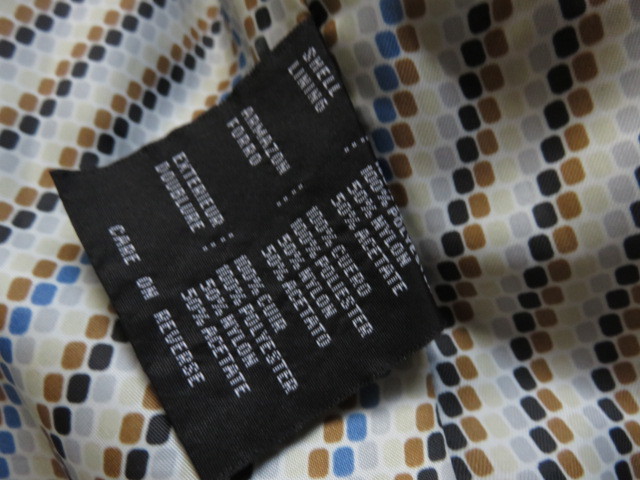 SHELL
LINING
100% POLYE
50% NYLON
50% ACETATE
ARMAZON
FORRO
100% CUERO
100% POLIESTER
50% NYLON
50% ACETATO
EXTERIEUR
DOUBLURE
100% CUIR
100% POLYESTER
50% NYLON
50% ACETATE
CARE ON REVERSE